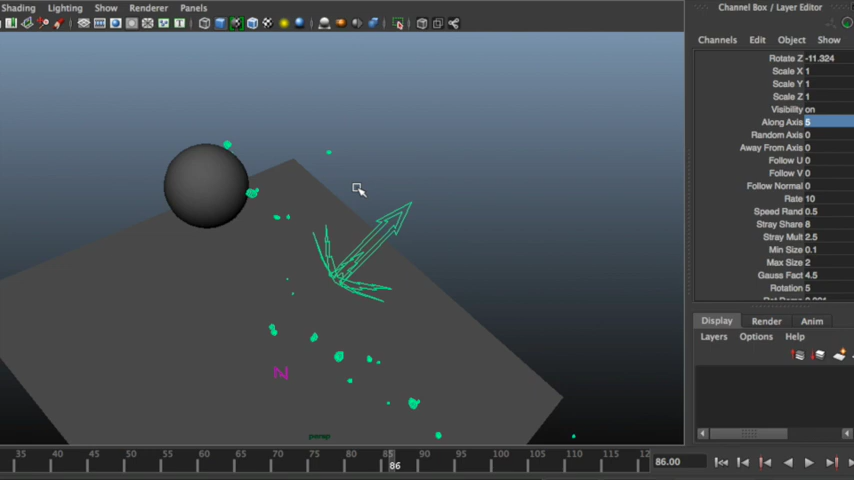 Shading Lighting Show Renderer Panels
Channel Box / Layer Editor
Channels Edit Object Show
Rotate Z -11.324
Scale X 1
Scale Y 1
Scale Z 1
Visibility on
Along Axis 5
Random Axis 0
Away From Axis 0
Follow U 0
Follow V 0
Follow Normal 0
Rate 10
Speed Rand 0.5
Stray Share 8
Stray Mult 2.5
Min Size 0.1
Max Size 2
Gauss Fact 4.5
Rotation 5
N
Display Render Anim
Layers Options Help
persp
35 45 50 55 60 65 70 75 80 85 90 95 100 105 110 115 12
86
86.00